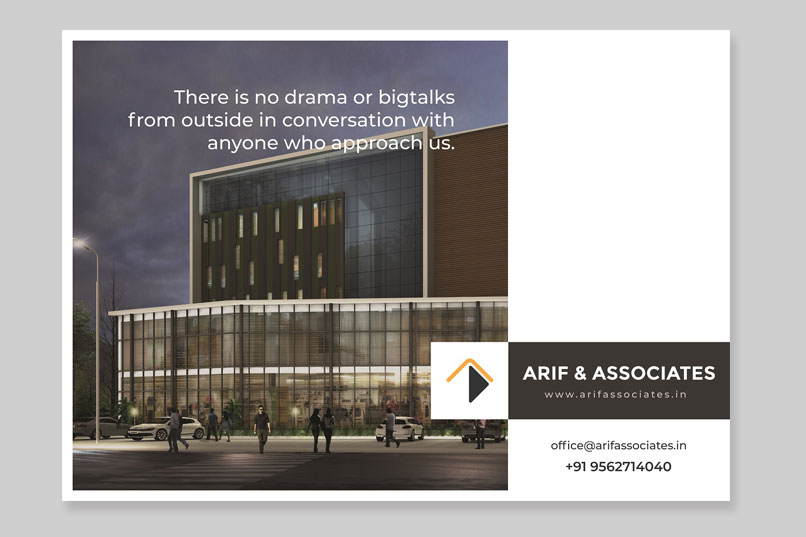 There is no drama or bigtalks
from outside in conversation with
anyone who approach us.
ARIF & ASSOCIATES
www.arifassociates.in
office@arifassociates.in
+91 9562714040